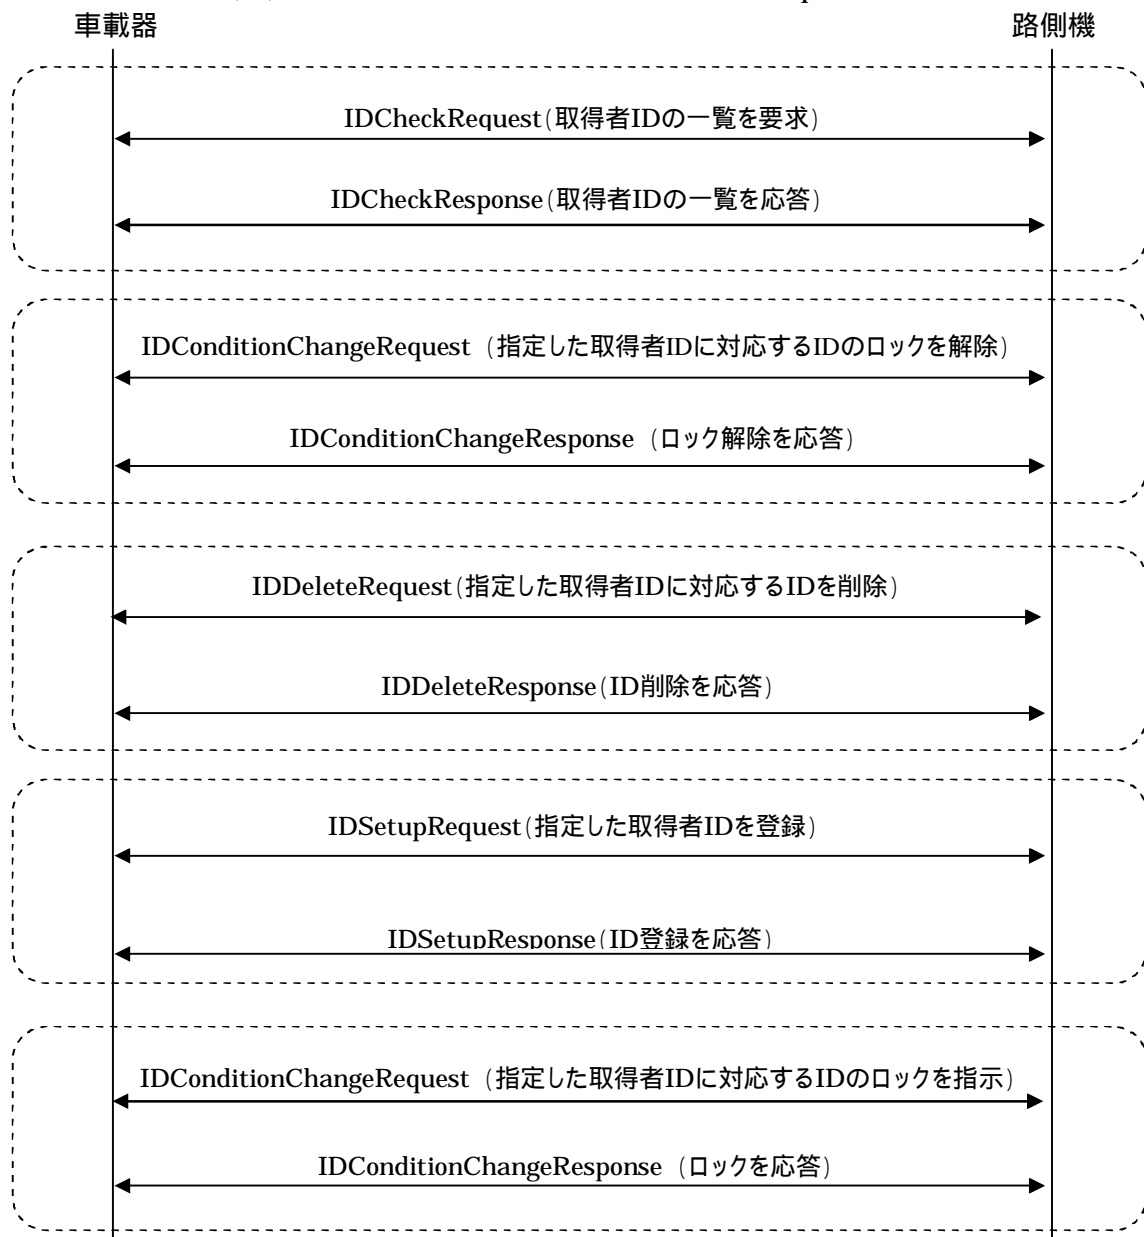 車載器 路側機
IDCheckRequest(取得者IDの一覧を要求)
IDCheckResponse(取得者IDの一覧を応答)
IDConditionChangeRequest (指定した取得者IDに対応するIDのロックを解除)
IDConditionChangeResponse (ロック解除を応答)
IDDeleteRequest(指定した取得者IDに対応するIDを削除)
IDDeleteResponse(ID削除を応答)
IDSetupRequest(指定した取得者IDを登録)
IDSetupResponse(ID登録を応答)
IDConditionChangeRequest (指定した取得者IDに対応するIDのロックを指示)
IDConditionChangeResponse (ロックを応答)